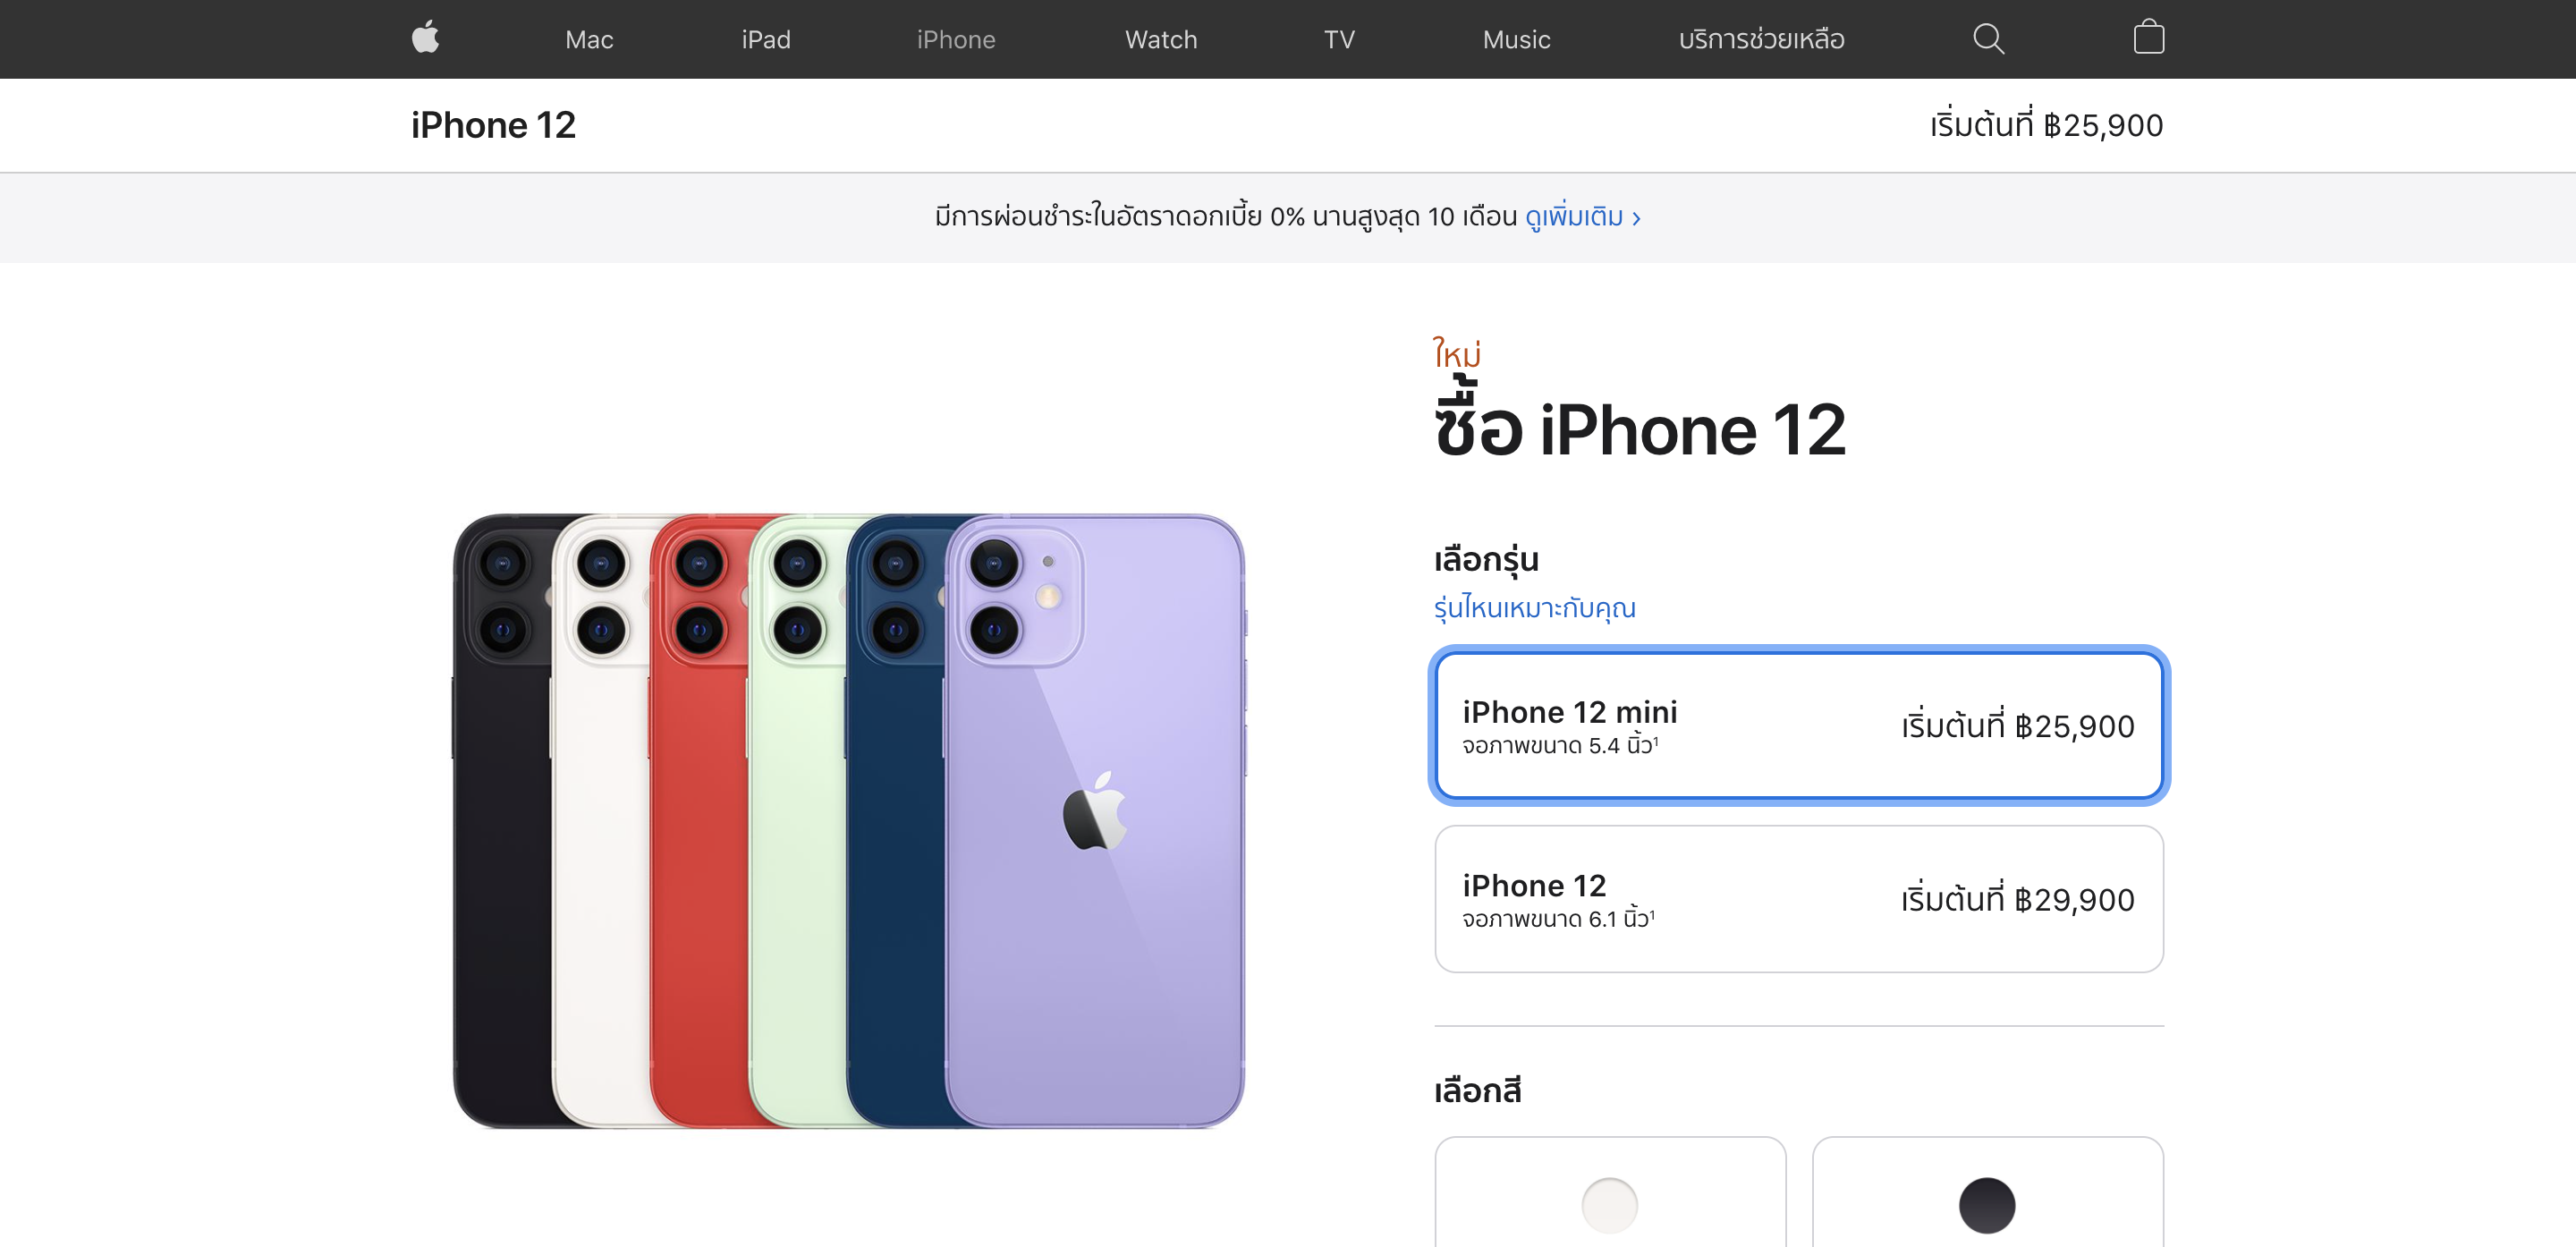 Mac iPad iPhone Watch TV Music บริการช่วยเหลือ
iPhone 12
เริ่มต้นที่ ฿25,900
มีการผ่อนชำระในอัตราดอกเบี้ย 0% นานสูงสุด 10 เดือน ดูเพิ่มเติม ›
ใหม่
ซื้อ iPhone 12
เลือกรุ่น
รุ่นไหนเหมาะกับคุณ
iPhone 12 mini
จอภาพขนาด 5.4 นิ้ว¹
เริ่มต้นที่ ฿25,900
iPhone 12
จอภาพขนาด 6.1 นิ้ว¹
เริ่มต้นที่ ฿29,900
เลือกสี